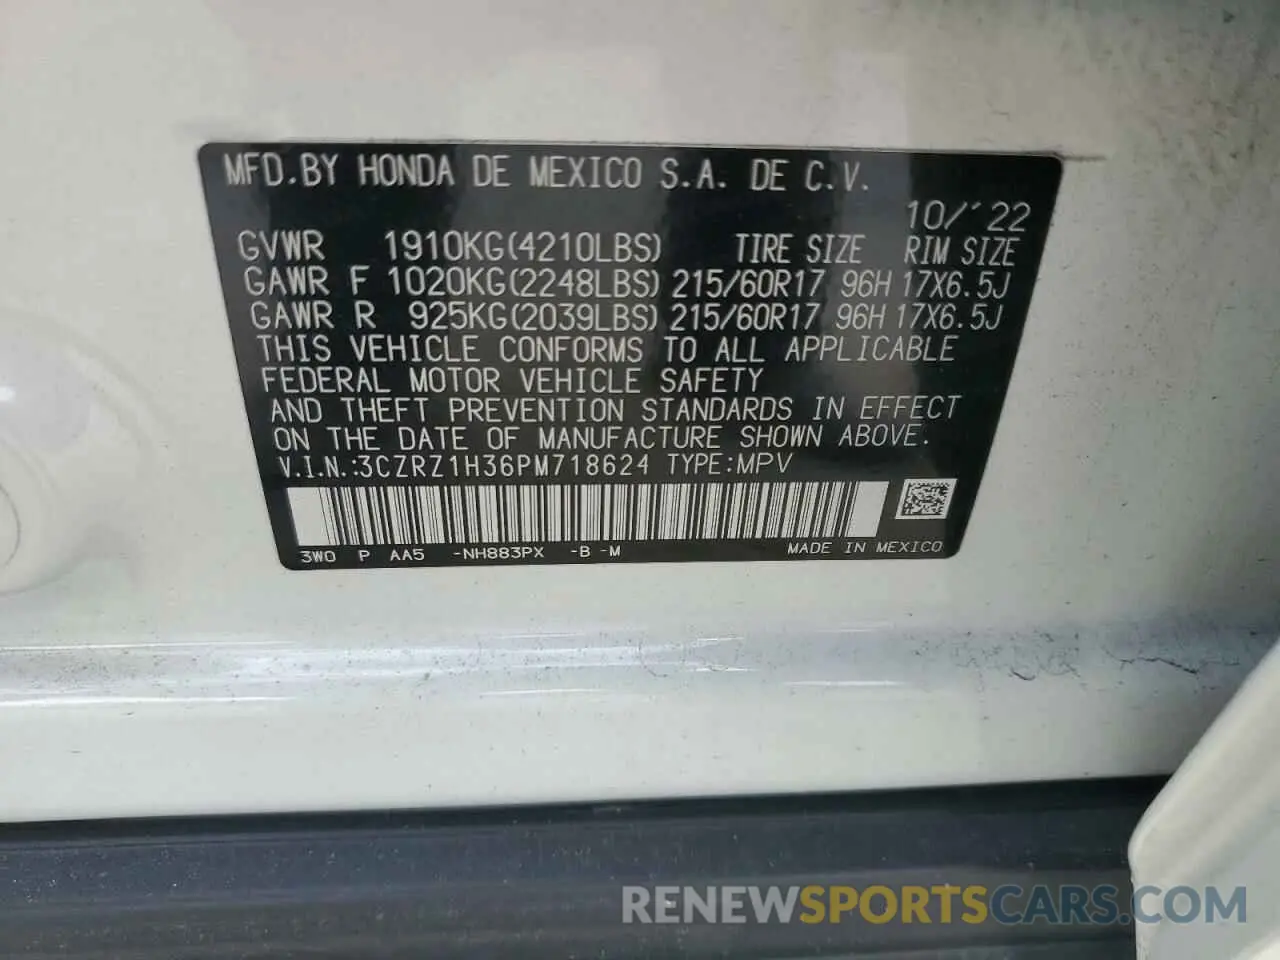 MFD.BY HONDA DE MEXICO S.A. DE C.V.
10/'22
GVWR 1910KG(4210LBS) TIRE SIZE RIM SIZE
GAWR F 1020KG(2248LBS) 215/60R17 96H 17X6.5J
GAWR R 925KG(2039LBS) 215/60R17 96H 17X6.5J
THIS VEHICLE CONFORMS TO ALL APPLICABLE
FEDERAL MOTOR VEHICLE SAFETY
AND THEFT PREVENTION STANDARDS IN EFFECT
ON THE DATE OF MANUFACTURE SHOWN ABOVE.
V.I.N.:3CZRZ1H36PM718624 TYPE:MPV
3W0 P AA5 -NH883PX -B -M MADE IN MEXICO
RENEWSPORTSCARS.COM